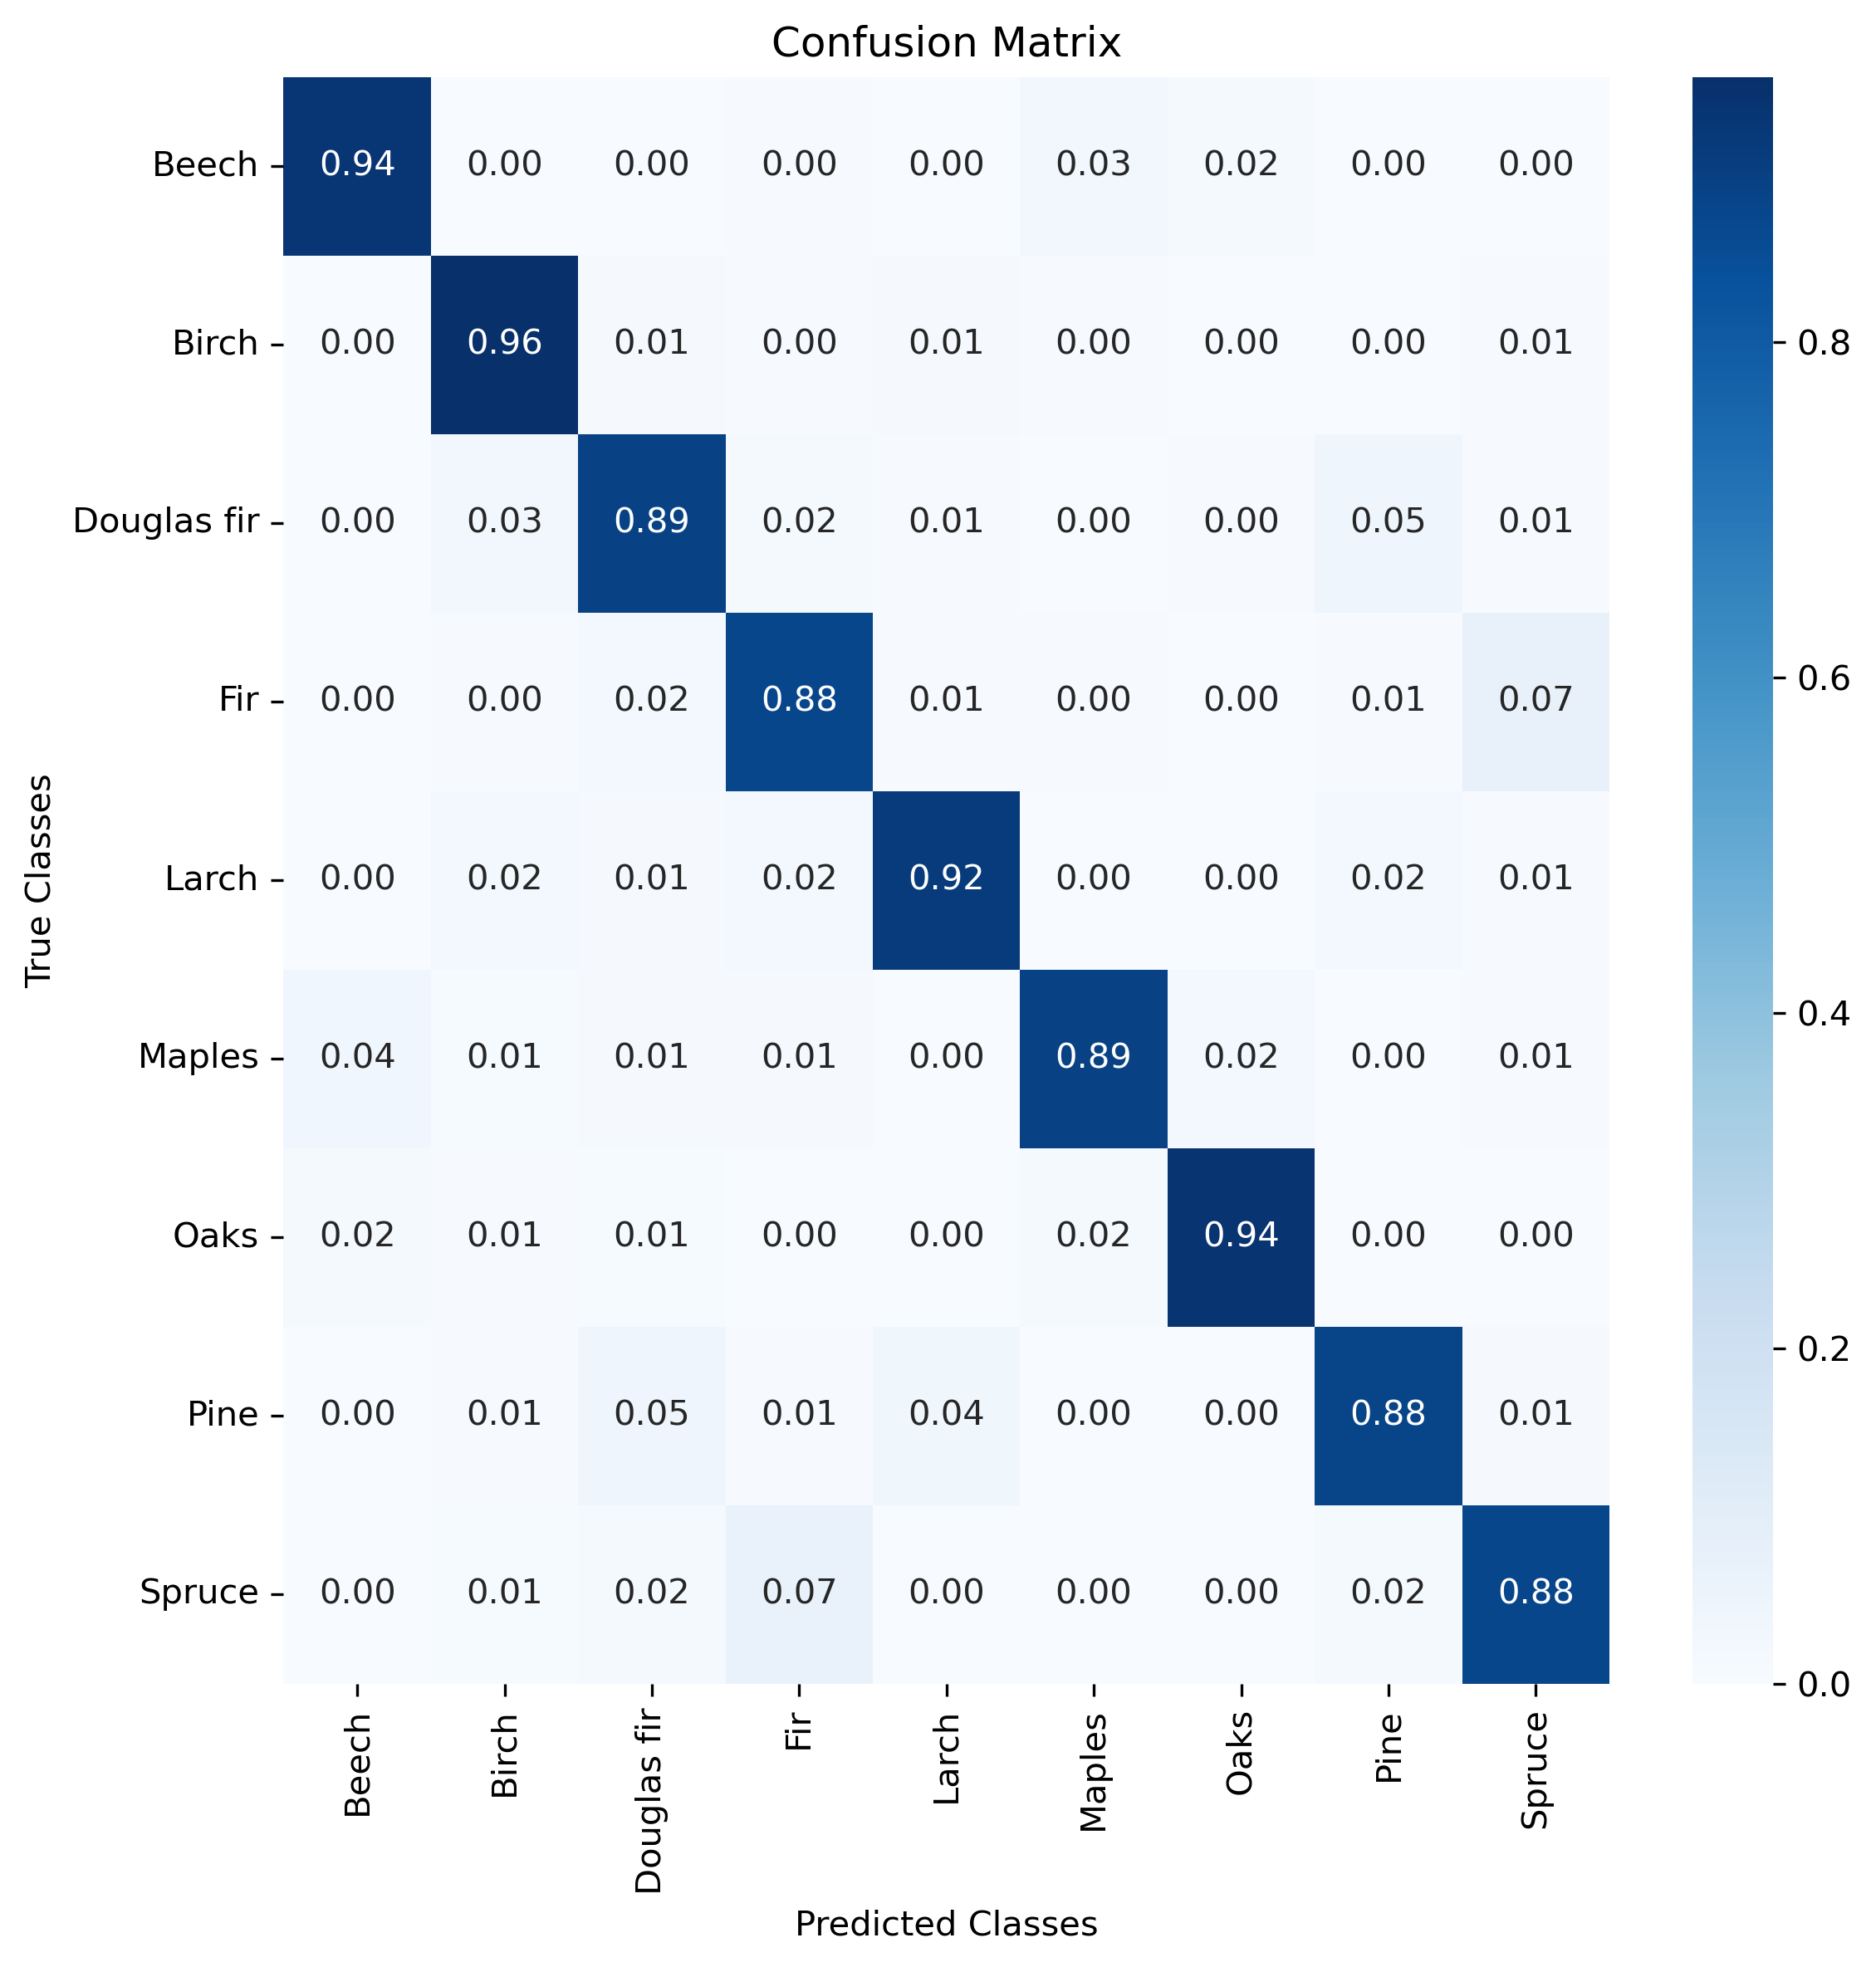 Confusion Matrix
Beech 0.94 0.00 0.00 0.00 0.00 0.03 0.02 0.00 0.00
Birch 0.00 0.96 0.01 0.00 0.01 0.00 0.00 0.00 0.01 0.8
Douglas fir 0.00 0.03 0.89 0.02 0.01 0.00 0.00 0.05 0.01
Fir 0.00 0.00 0.02 0.88 0.01 0.00 0.00 0.01 0.07 0.6
True Classes
Larch 0.00 0.02 0.01 0.02 0.92 0.00 0.00 0.02 0.01
Maples 0.04 0.01 0.01 0.01 0.00 0.89 0.02 0.00 0.01 0.4
Oaks 0.02 0.01 0.01 0.00 0.00 0.02 0.94 0.00 0.00
Pine 0.00 0.01 0.05 0.01 0.04 0.00 0.00 0.88 0.01 0.2
Spruce 0.00 0.01 0.02 0.07 0.00 0.00 0.00 0.02 0.88
0.0
Beech Birch Douglas fir Fir Larch Maples Oaks Pine Spruce
Predicted Classes